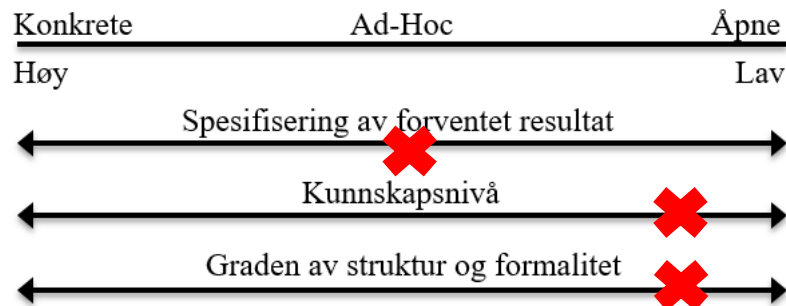 Konkrete Ad-Hoc Åpne
Høy Lav
Spesifisering av forventet resultat
Kunnskapsnivå
Graden av struktur og formalitet